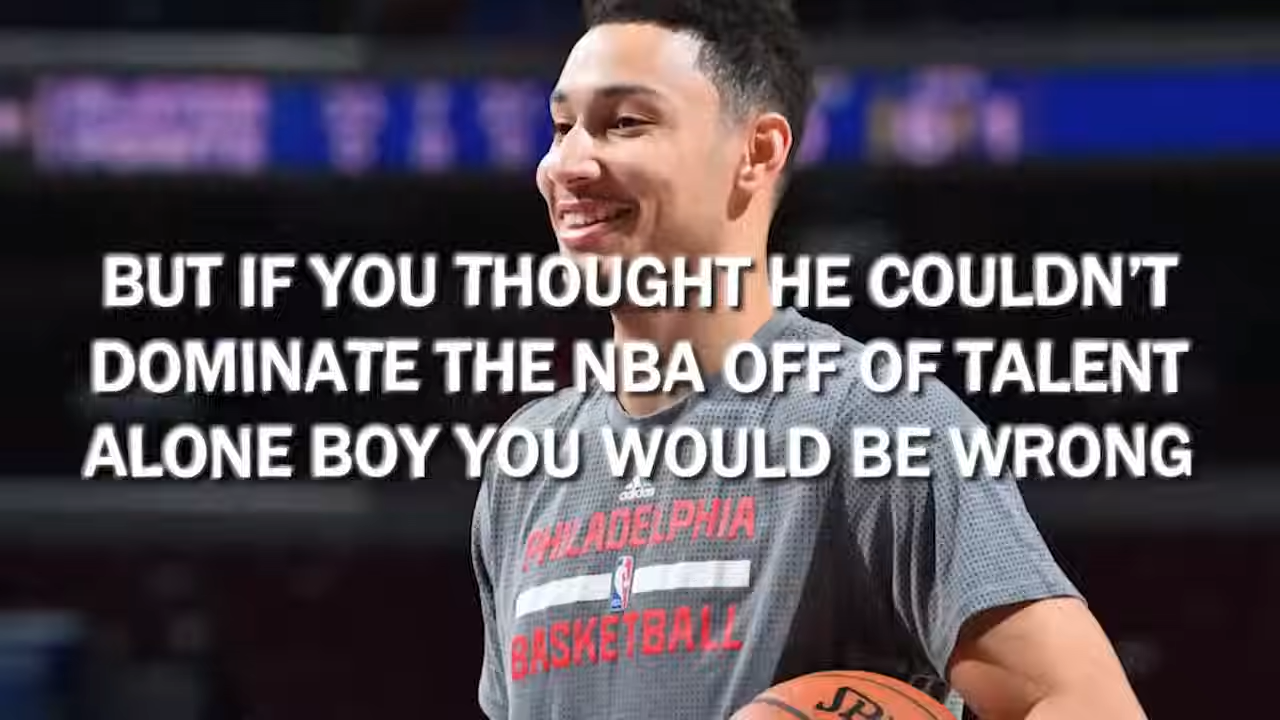 BUT IF YOU THOUGHT HE COULDN'T
DOMINATE THE NBA OFF OF TALENT
ALONE BOY YOU WOULD BE WRONG
adidas
PHILADELPHIA
BASKETBALL